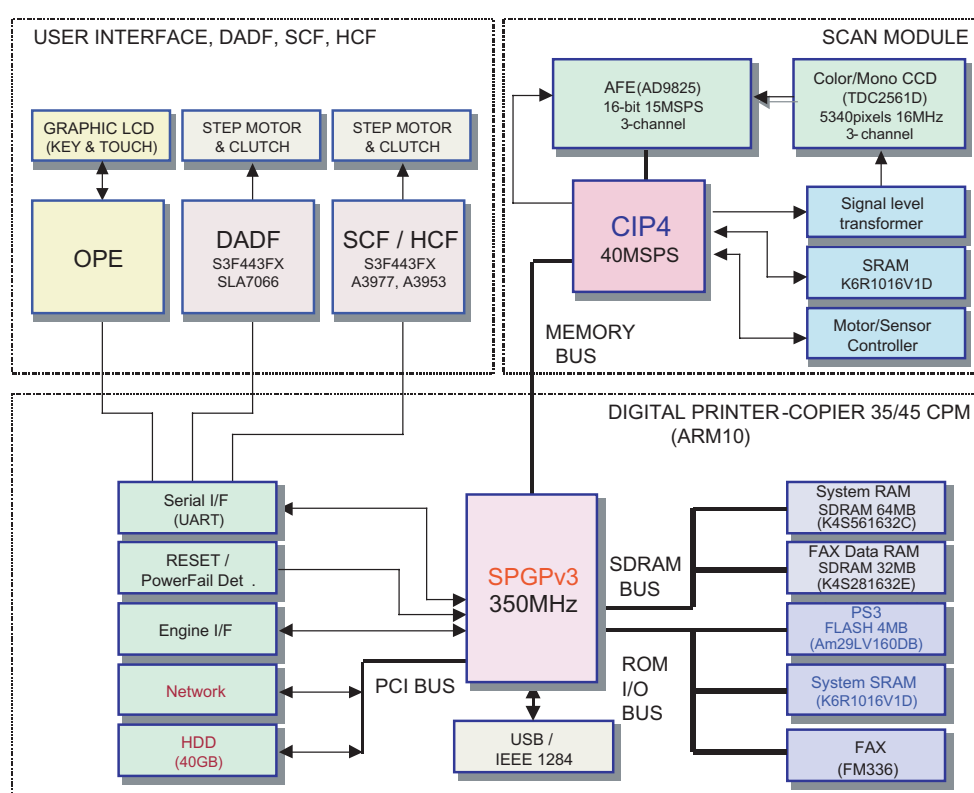 USER INTERFACE, DADF, SCF, HCF
GRAPHIC LCD
(KEY & TOUCH)
STEP MOTOR
& CLUTCH
STEP MOTOR
& CLUTCH
OPE
DADF
S3F443FX
SLA7066
SCF / HCF
S3F443FX
A3977, A3953
SCAN MODULE
AFE(AD9825)
16-bit 15MSPS
3-channel
Color/Mono CCD
(TDC2561D)
5340pixels 16MHz
3- channel
CIP4
40MSPS
Signal level
transformer
SRAM
K6R1016V1D
Motor/Sensor
Controller
MEMORY
BUS
DIGITAL PRINTER-COPIER 35/45 CPM
(ARM10)
Serial I/F
(UART)
RESET /
PowerFail Det .
Engine I/F
Network
HDD
(40GB)
PCI BUS
SPGPv3
350MHz
USB /
IEEE 1284
SDRAM
BUS
ROM
I/O
BUS
System RAM
SDRAM 64MB
(K4S561632C)
FAX Data RAM
SDRAM 32MB
(K4S281632E)
PS3
FLASH 4MB
(Am29LV160DB)
System SRAM
(K6R1016V1D)
FAX
(FM336)